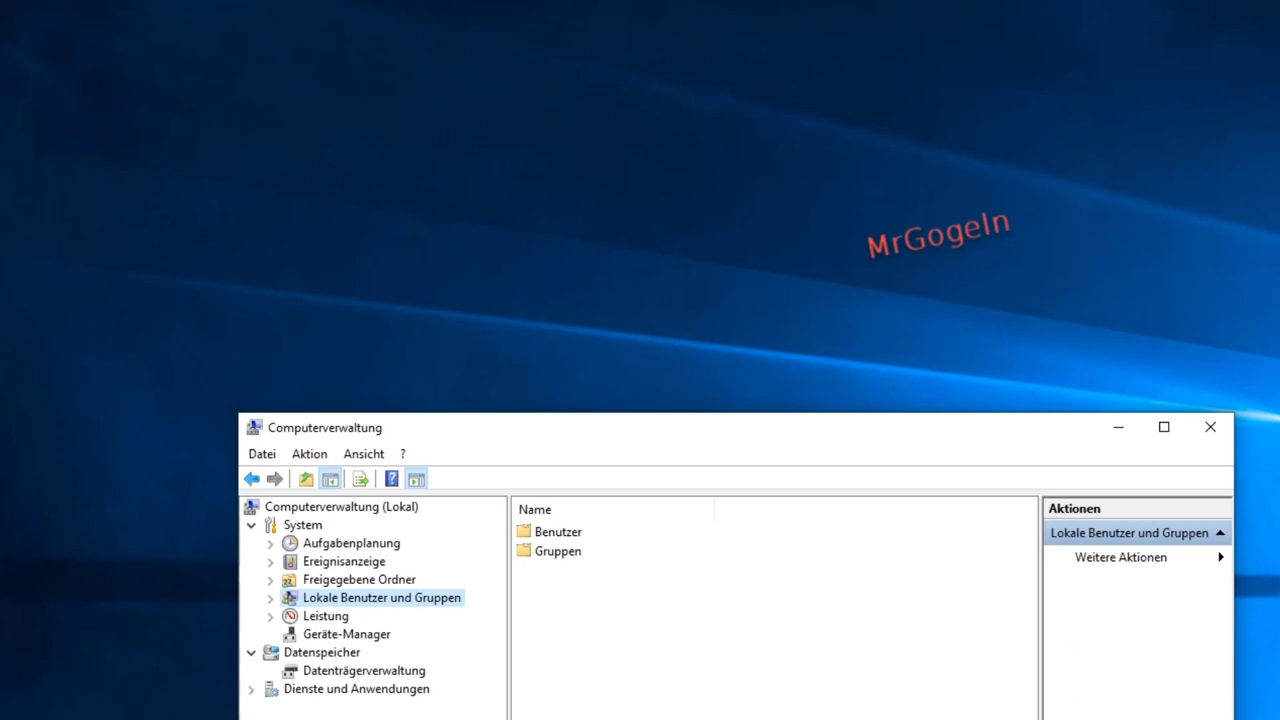 MrGogeln
Computerverwaltung
Datei Aktion Ansicht ?
Computerverwaltung (Lokal)
System
Aufgabenplanung
Ereignisanzeige
Freigegebene Ordner
Lokale Benutzer und Gruppen
Leistung
Geräte-Manager
Datenspeicher
Datenträgerverwaltung
Dienste und Anwendungen
Name
Benutzer
Gruppen
Aktionen
Lokale Benutzer und Gruppen
Weitere Aktionen